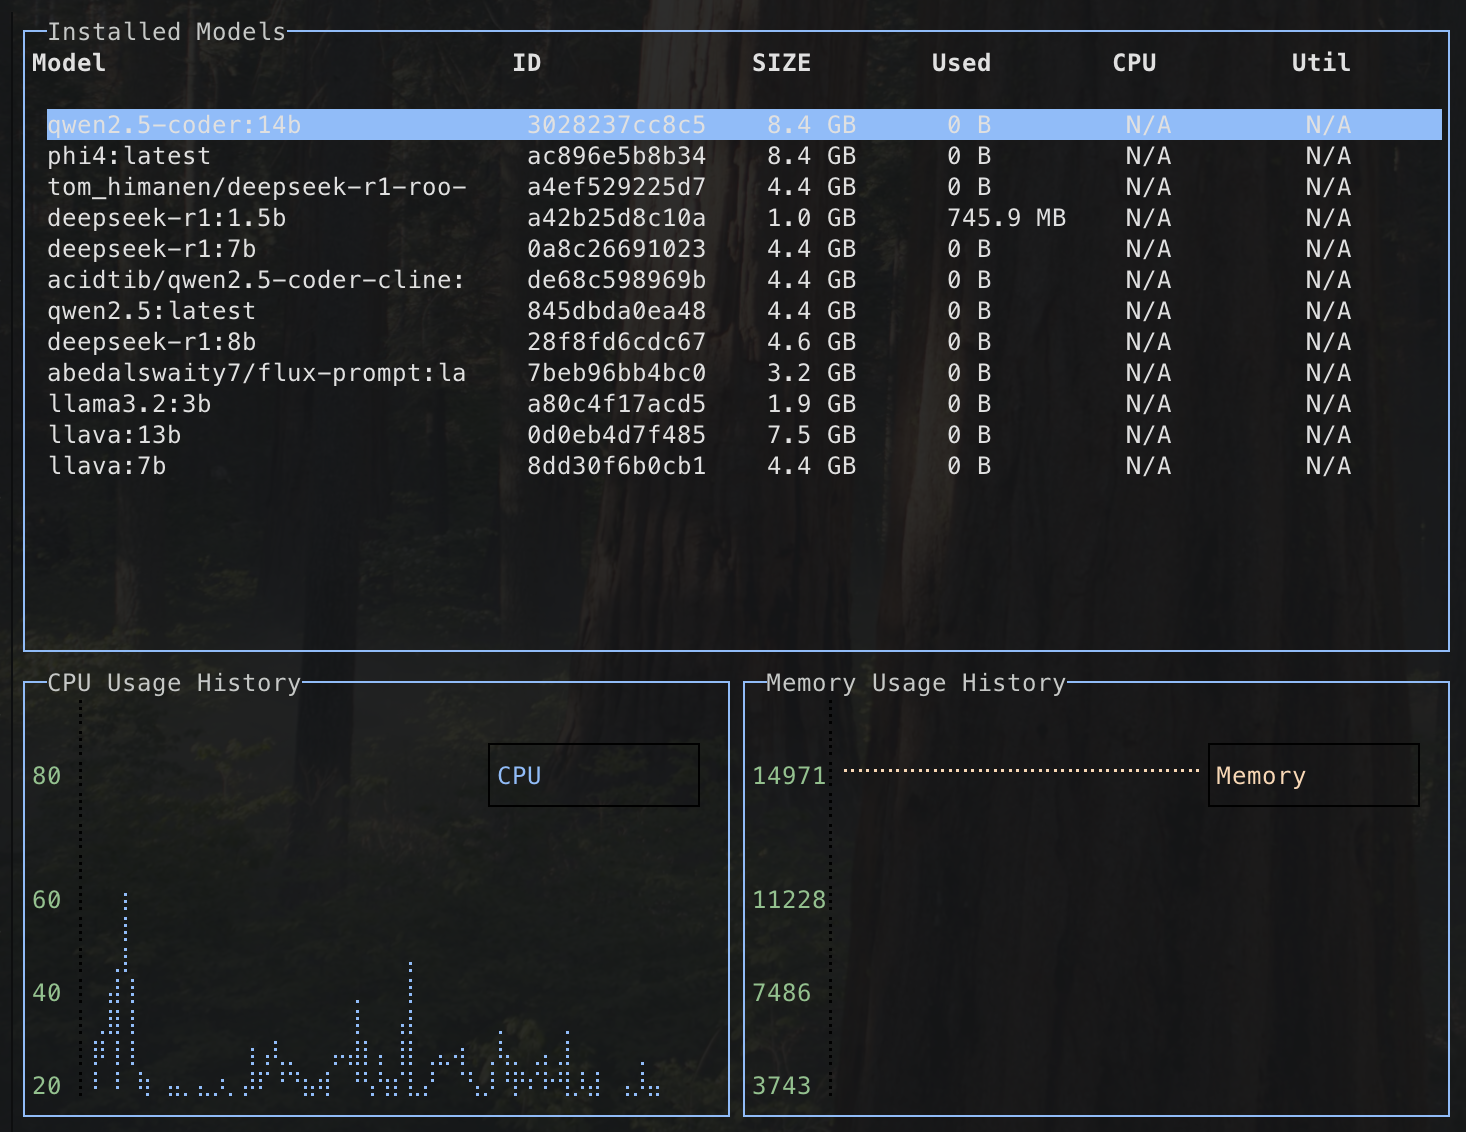 Installed Models
Model ID SIZE Used CPU Util
qwen2.5-coder:14b 3028237cc8c5 8.4 GB 0 B N/A N/A
phi4:latest ac896e5b8b34 8.4 GB 0 B N/A N/A
tom_himanen/deepseek-r1-roo- a4ef529225d7 4.4 GB 0 B N/A N/A
deepseek-r1:1.5b a42b25d8c10a 1.0 GB 745.9 MB N/A N/A
deepseek-r1:7b 0a8c26691023 4.4 GB 0 B N/A N/A
acidtib/qwen2.5-coder-cline: de68c598969b 4.4 GB 0 B N/A N/A
qwen2.5:latest 845dbda0ea48 4.4 GB 0 B N/A N/A
deepseek-r1:8b 28f8fd6cdc67 4.6 GB 0 B N/A N/A
abedalswaity7/flux-prompt:la 7beb96bb4bc0 3.2 GB 0 B N/A N/A
llama3.2:3b a80c4f17acd5 1.9 GB 0 B N/A N/A
llava:13b 0d0eb4d7f485 7.5 GB 0 B N/A N/A
llava:7b 8dd30f6b0cb1 4.4 GB 0 B N/A N/A
CPU Usage History
80
CPU
60
40
20
Memory Usage History
14971
Memory
11228
7486
3743